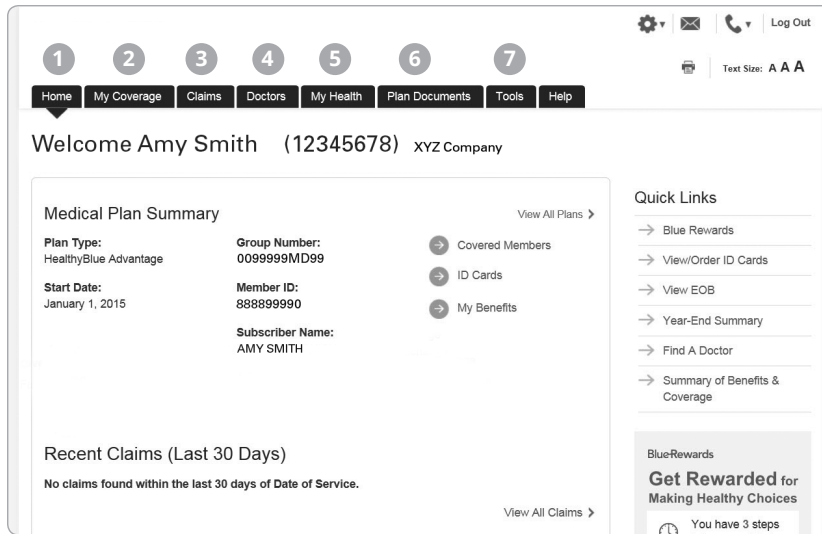 Log Out
Text Size: A A A
1 2 3 4 5 6 7
Home My Coverage Claims Doctors My Health Plan Documents Tools Help
Welcome Amy Smith (12345678) XYZ Company
Medical Plan Summary
View All Plans
Plan Type:
HealthyBlue Advantage
Start Date:
January 1, 2015
Group Number:
0099999MD99
Member ID:
888899990
Subscriber Name:
AMY SMITH
Covered Members
ID Cards
My Benefits
Recent Claims (Last 30 Days)
No claims found within the last 30 days of Date of Service.
View All Claims
Quick Links
Blue Rewards
View/Order ID Cards
View EOB
Year-End Summary
Find A Doctor
Summary of Benefits &
Coverage
BlueRewards
Get Rewarded for
Making Healthy Choices
You have 3 steps